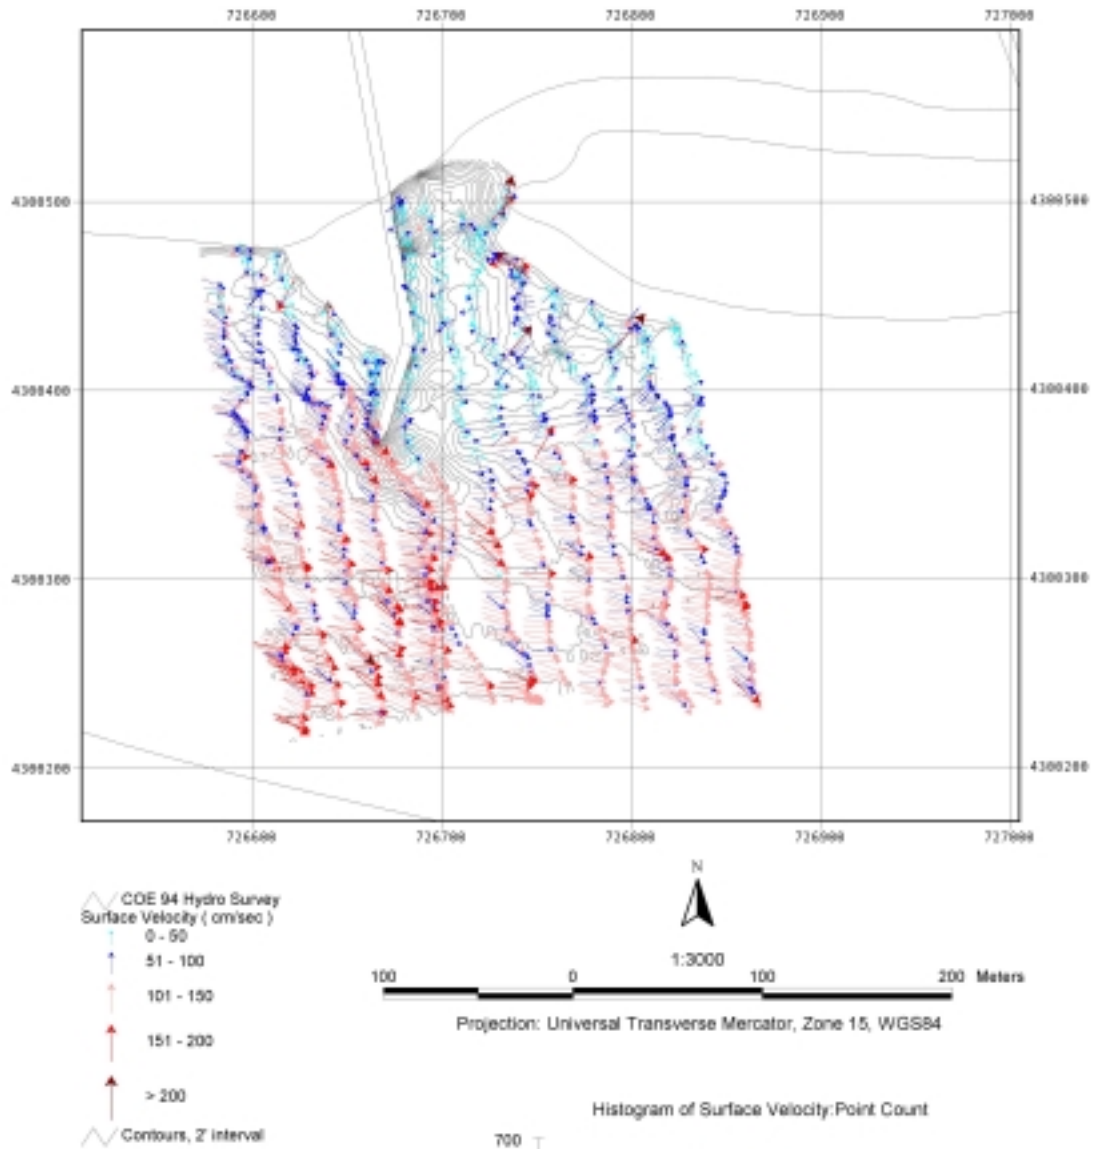 726600 726700 726800 726900 727000
4300500 4300500
4300400 4300400
4300300 4300300
4300200 4300200
726600 726700 726800 726900 727000
COE 94 Hydro Survey
Surface Velocity ( cm/sec )
0 - 50
51 - 100
101 - 150
151 - 200
> 200
Contours, 2' interval
N
1:3000
100 0 100 200 Meters
Projection: Universal Transverse Mercator, Zone 15, WGS84
Histogram of Surface Velocity:Point Count
700